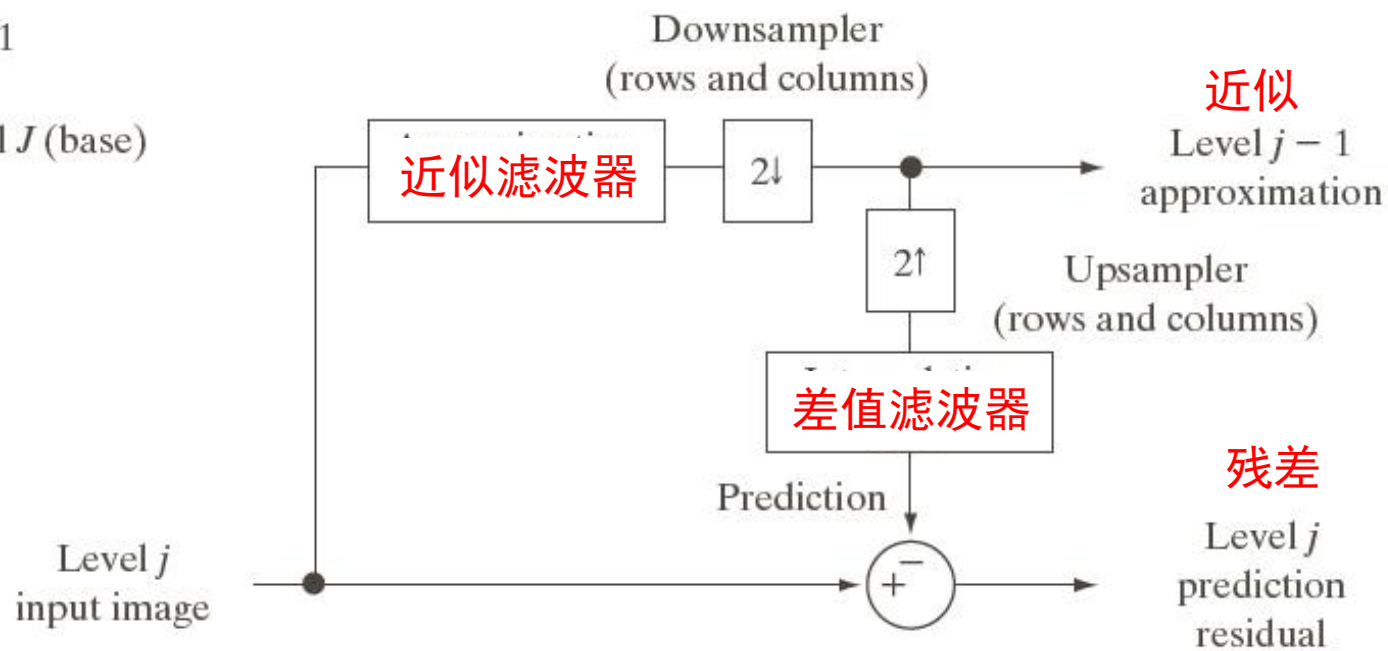 1
J (base)
Downsampler
(rows and columns)
近似
Level j − 1
approximation
近似滤波器
2↓
2↑
Upsampler
(rows and columns)
差值滤波器
Prediction
残差
Level j
prediction
residual
Level j
input image
+
−